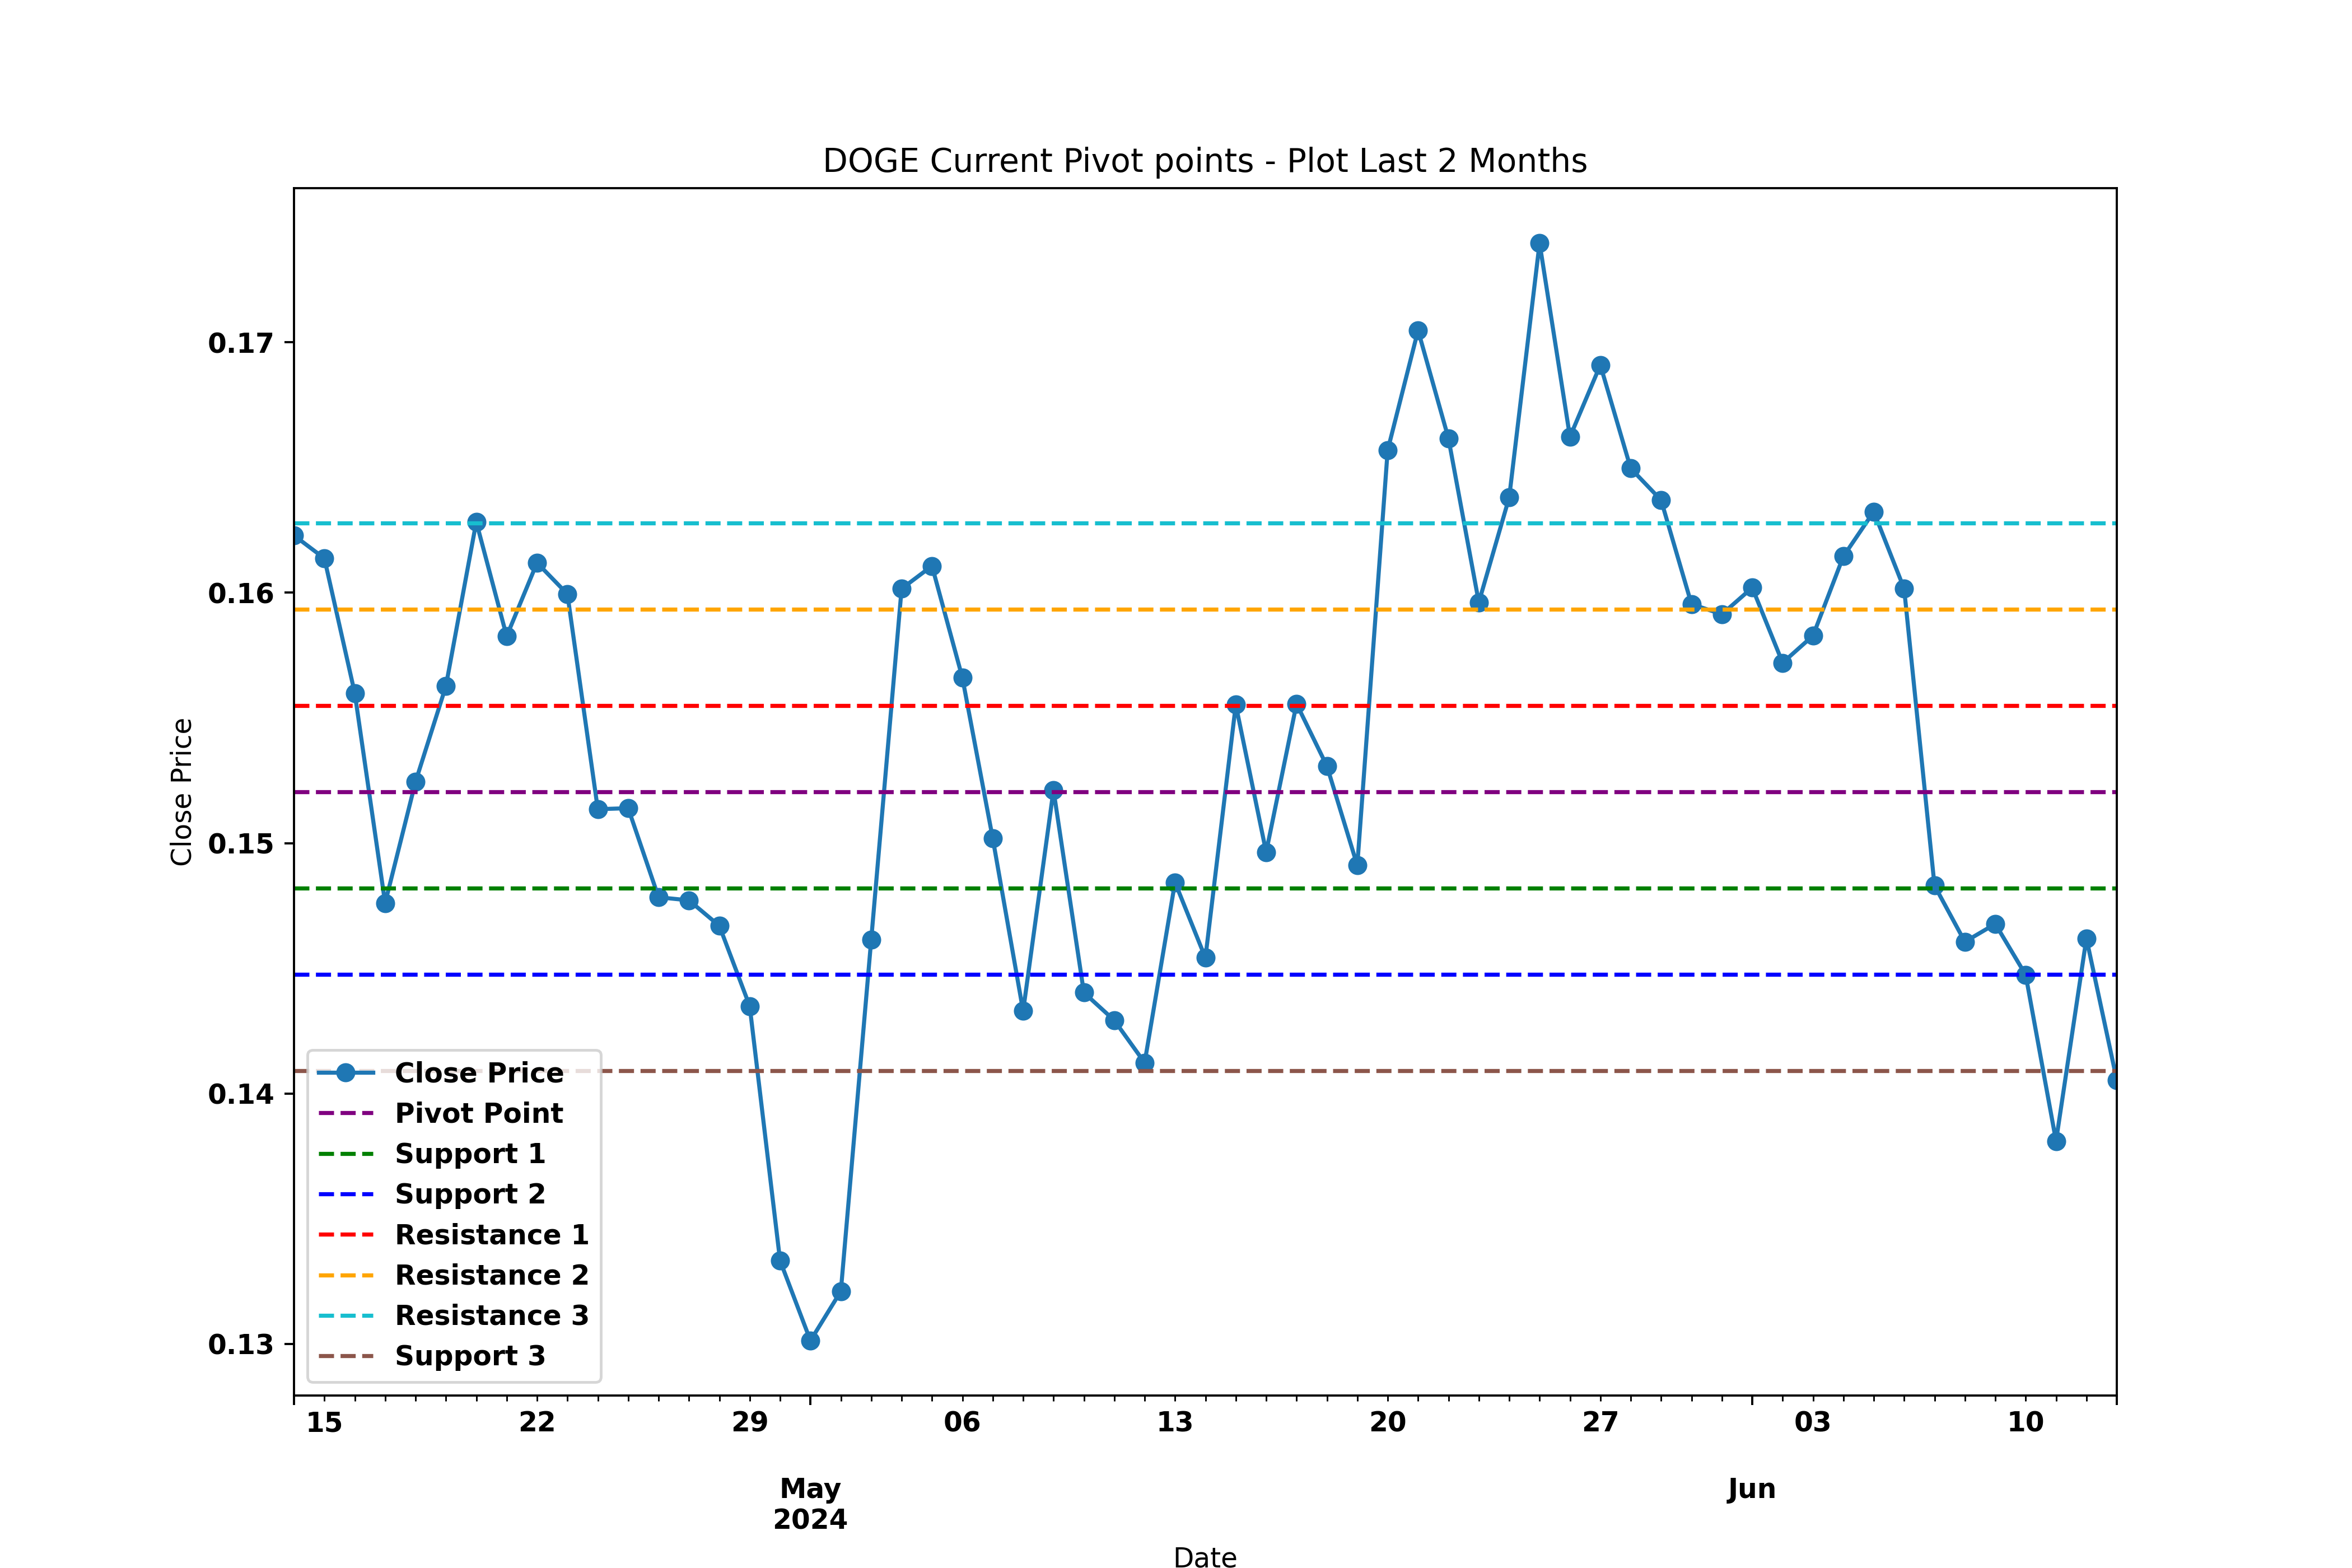 DOGE Current Pivot points - Plot Last 2 Months
Close Price
0.17
0.16
0.15
0.14
0.13
Close Price
Pivot Point
Support 1
Support 2
Resistance 1
Resistance 2
Resistance 3
Support 3
15 22 29 06 13 20 27 03 10
May Jun
2024
Date